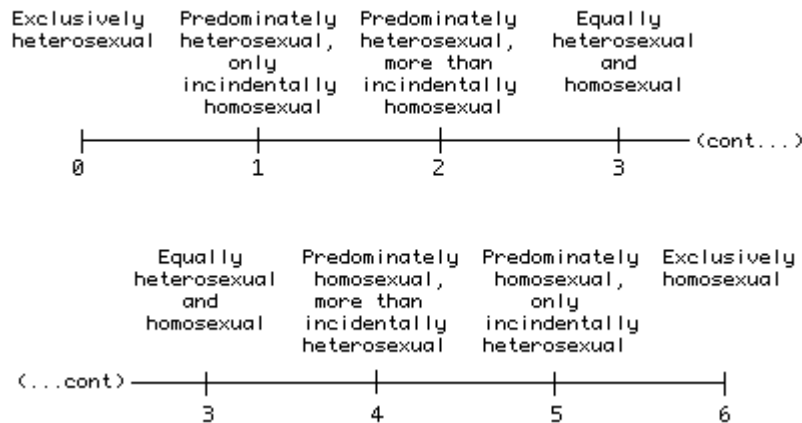 Exclusively heterosexual
Predominately heterosexual, only incidentally homosexual
Predominately heterosexual, more than incidentally homosexual
Equally heterosexual and homosexual
(cont...)
0 1 2 3
Equally heterosexual and homosexual
Predominately homosexual, more than incidentally heterosexual
Predominately homosexual, only incindentally heterosexual
Exclusively homosexual
(...cont)
3 4 5 6